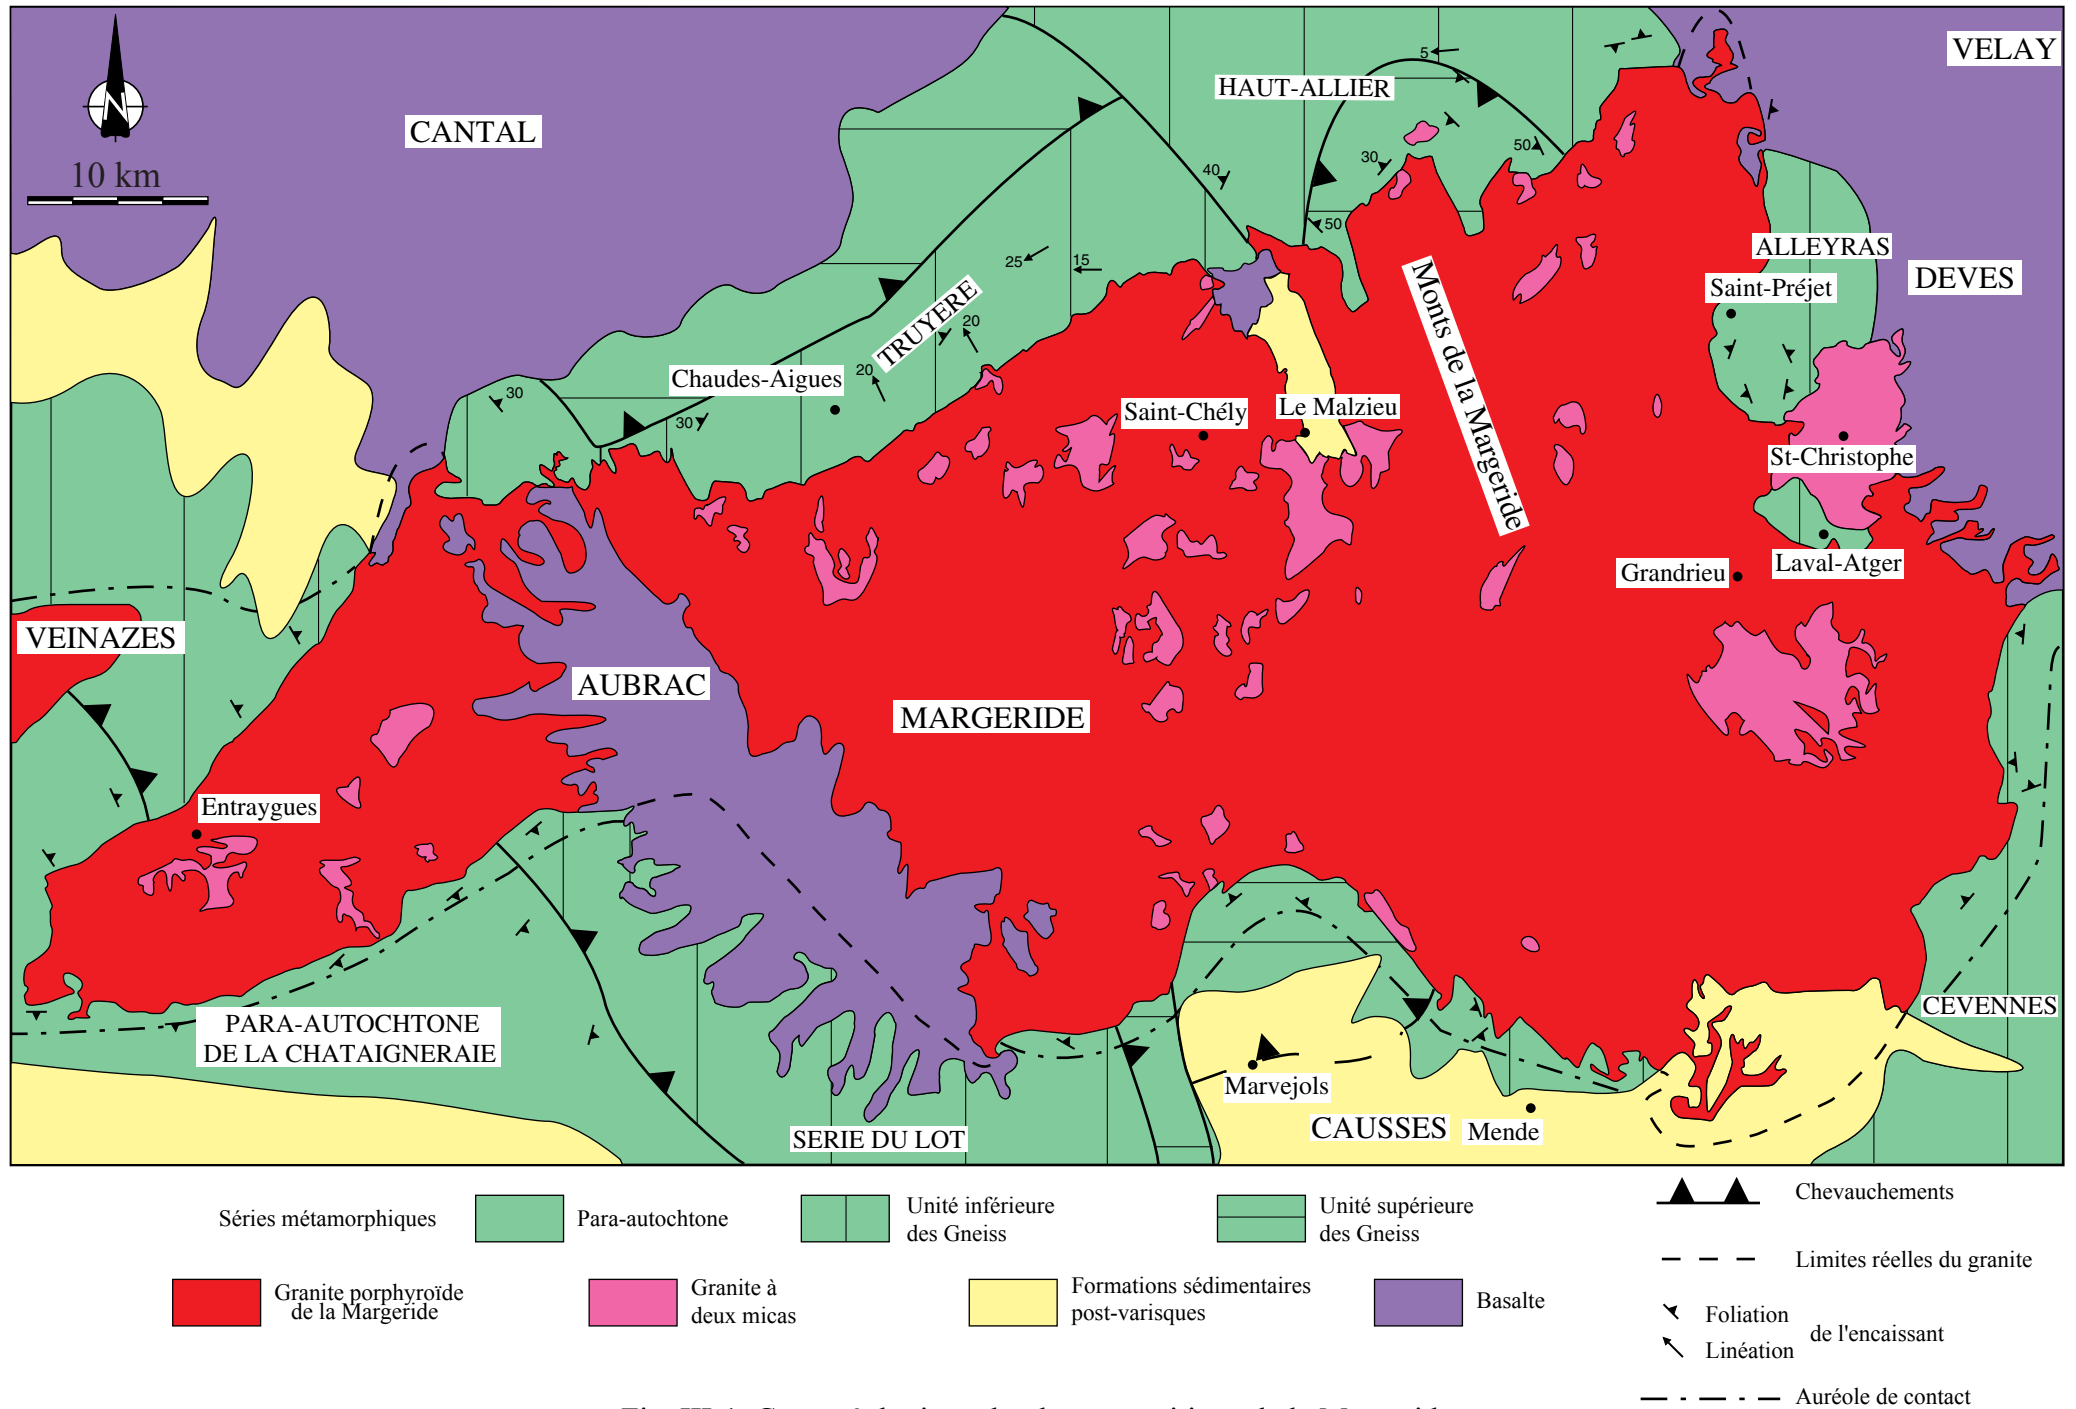 N
10 km
CANTAL
HAUT-ALLIER
VELAY
5
40
30
50
50
ALLEYRAS
Saint-Préjet
DEVES
25
15
TRUYERE
20
20
Chaudes-Aigues
30
30
Saint-Chély
Le Malzieu
Monts de la Margeride
St-Christophe
Laval-Atger
Grandrieu
VEINAZES
AUBRAC
MARGERIDE
Entraygues
PARA-AUTOCHTONE
DE LA CHATAIGNERAIE
SERIE DU LOT
Marvejols
CAUSSES
Mende
CEVENNES
Séries métamorphiques
Para-autochtone
Unité inférieure
des Gneiss
Unité supérieure
des Gneiss
Granite porphyroïde
de la Margeride
Granite à
deux micas
Formations sédimentaires
post-varisques
Basalte
Chevauchements
Limites réelles du granite
Foliation
Linéation
de l'encaissant
Auréole de contact